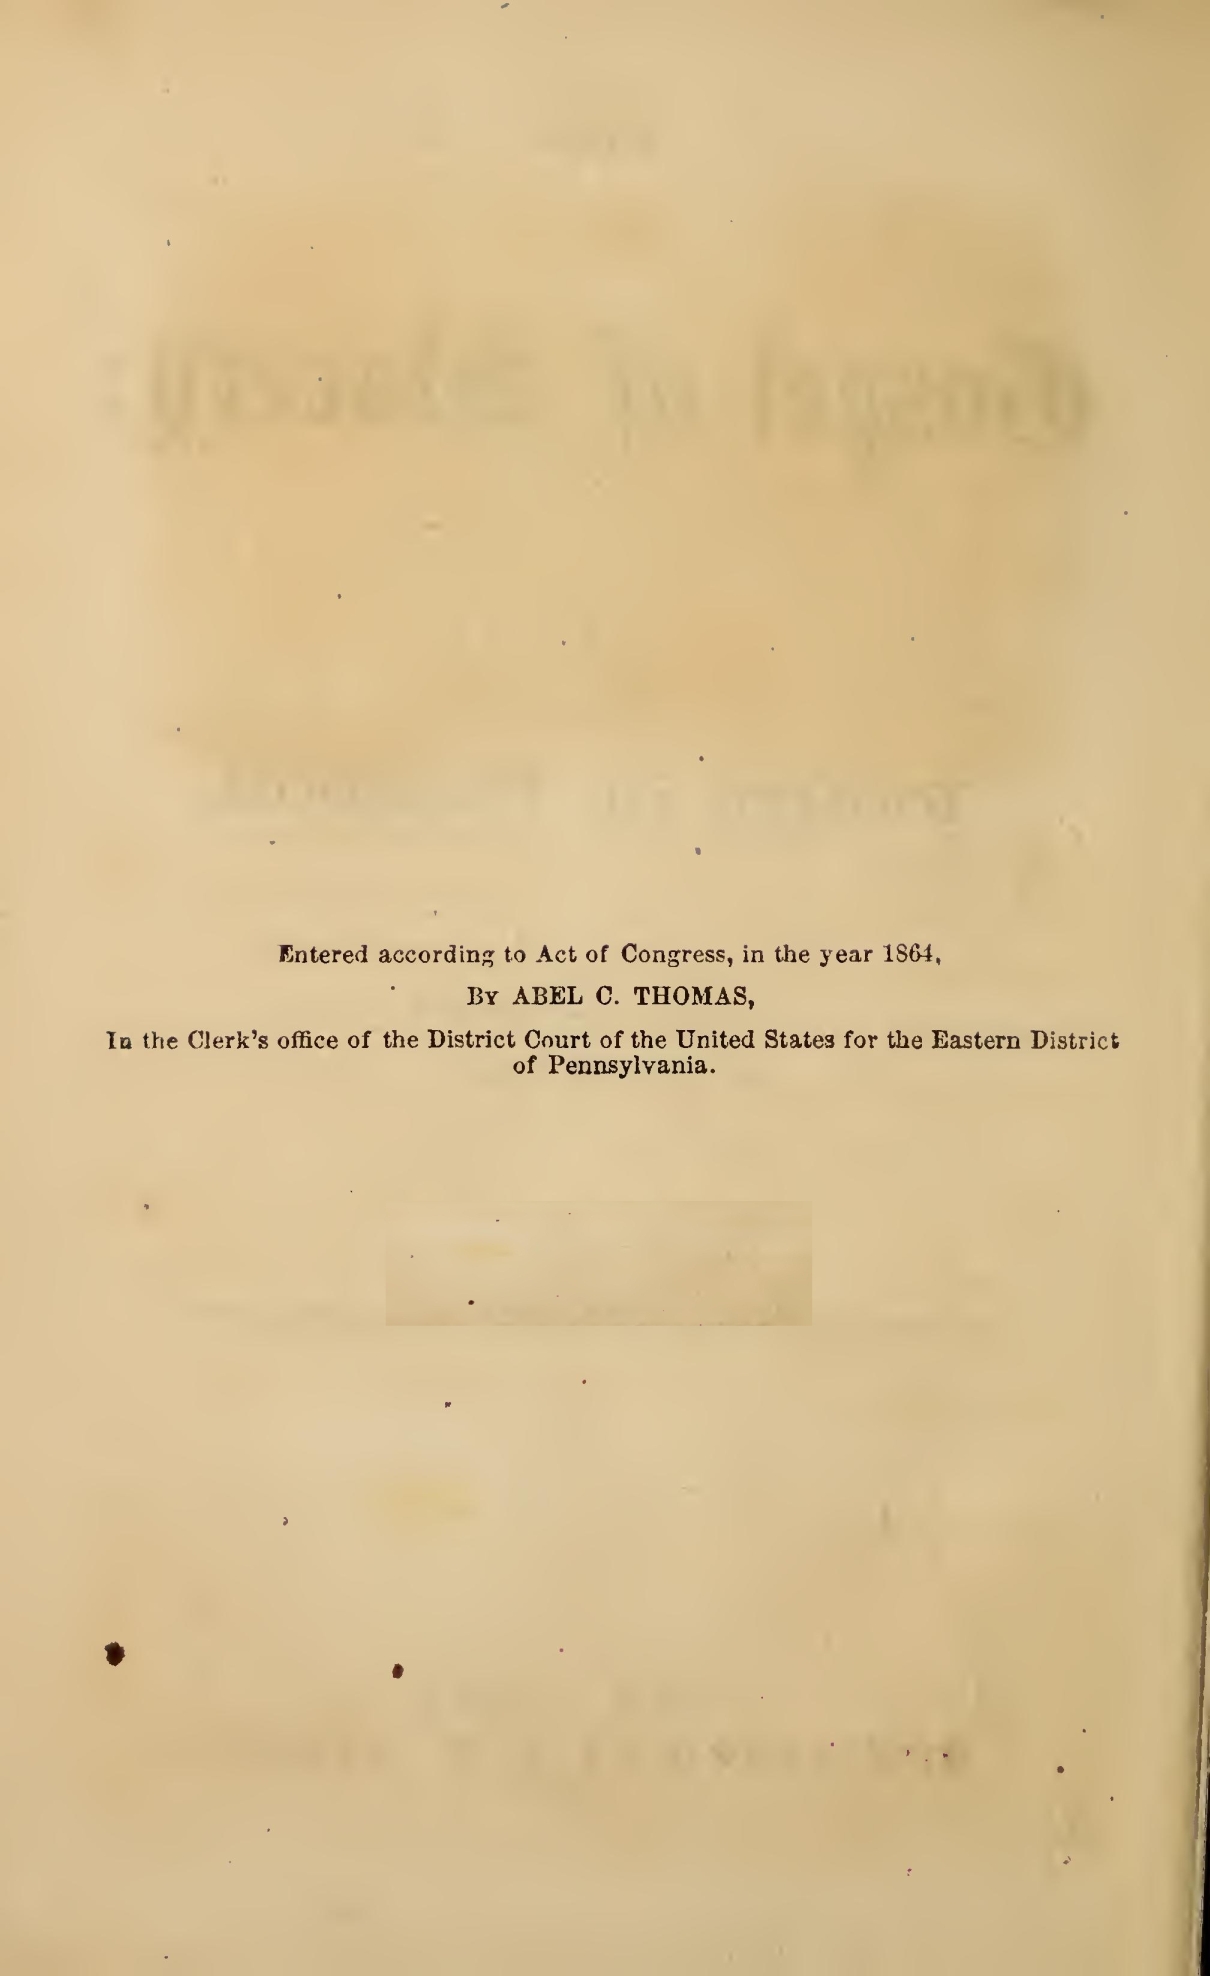 Entered according to Act of Congress, in the year 1864,
By ABEL C. THOMAS,
In the Clerk's office of the District Court of the United States for the Eastern District
of Pennsylvania.